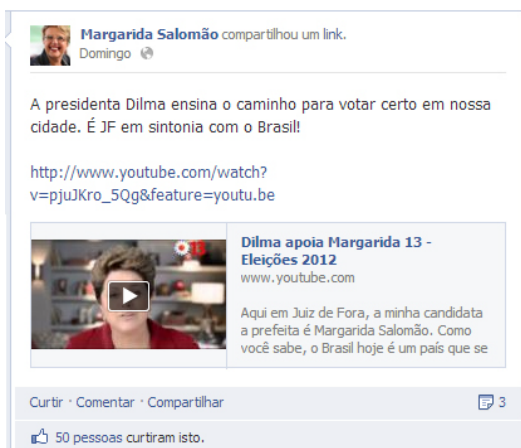 Margarida Salomão compartilhou um link.
Domingo
A presidenta Dilma ensina o caminho para votar certo em nossa
cidade. É JF em sintonia com o Brasil!
http://www.youtube.com/watch?
v=pjuJKro_5Qg&feature=youtu.be
13
Dilma apoia Margarida 13 -
Eleições 2012
www.youtube.com
Aqui em Juiz de Fora, a minha candidata
a prefeita é Margarida Salomão. Como
você sabe, o Brasil hoje é um país que se
Curtir · Comentar · Compartilhar 3
50 pessoas curtiram isto.